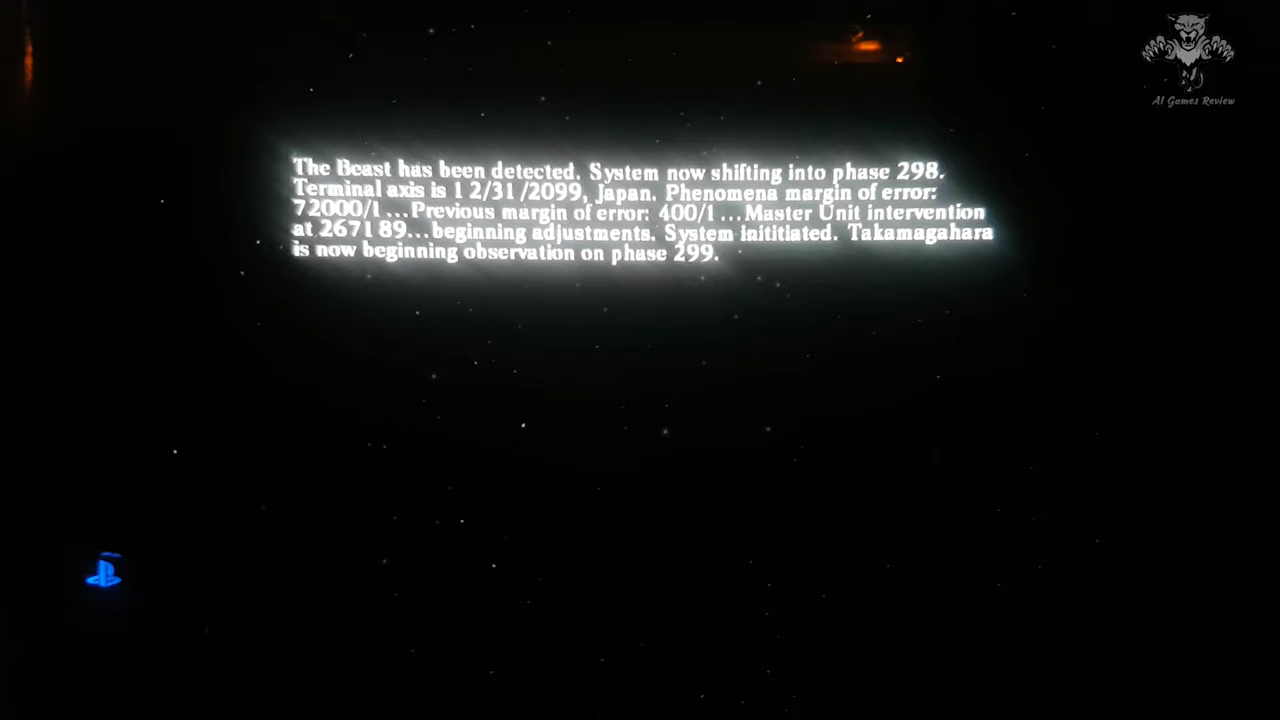 AI Games Review
The Beast has been detected. System now shifting into phase 298.
Terminal axis is 12/31/2099, Japan. Phenomena margin of error:
72000/1...Previous margin of error: 400/1...Master Unit intervention
at 267189...beginning adjustments. System inititiated. Takamagahara
is now beginning observation on phase 299.